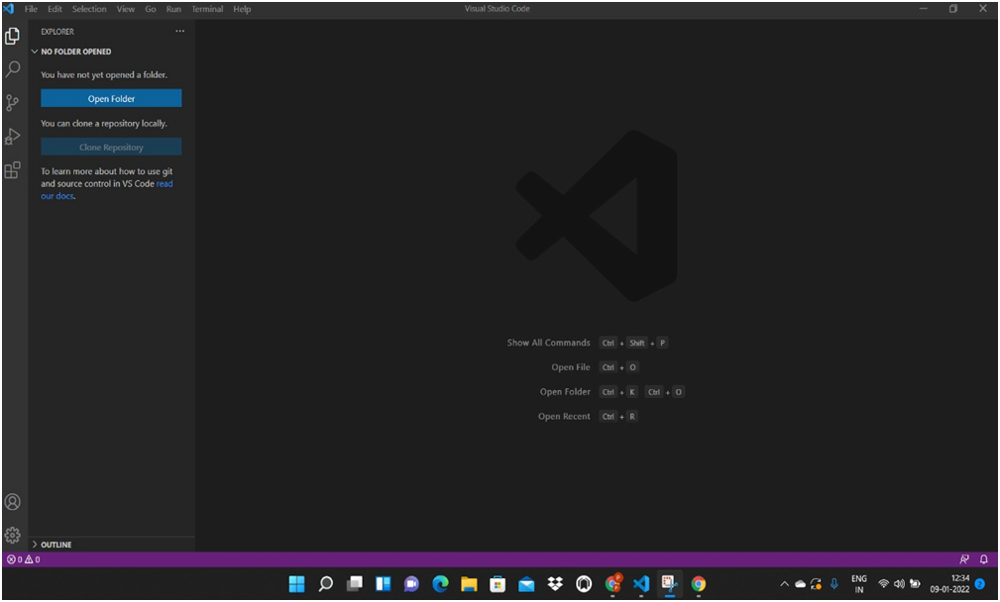 File Edit Selection View Go Run Terminal Help
Visual Studio Code
EXPLORER
NO FOLDER OPENED
You have not yet opened a folder.
Open Folder
You can clone a repository locally.
Clone Repository
To learn more about how to use git
and source control in VS Code read
our docs.
Show All Commands Ctrl + Shift + P
Open File Ctrl + O
Open Folder Ctrl + K Ctrl + O
Open Recent Ctrl + R
OUTLINE
0 0
ENG
IN
12:34
09-01-2022
2